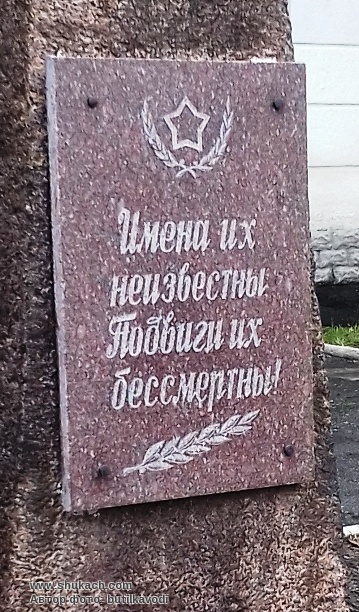 Имена их
неизвестны
Подвиги их
бессмертны!
www.shukach.com
Автор фото: butilkavodi